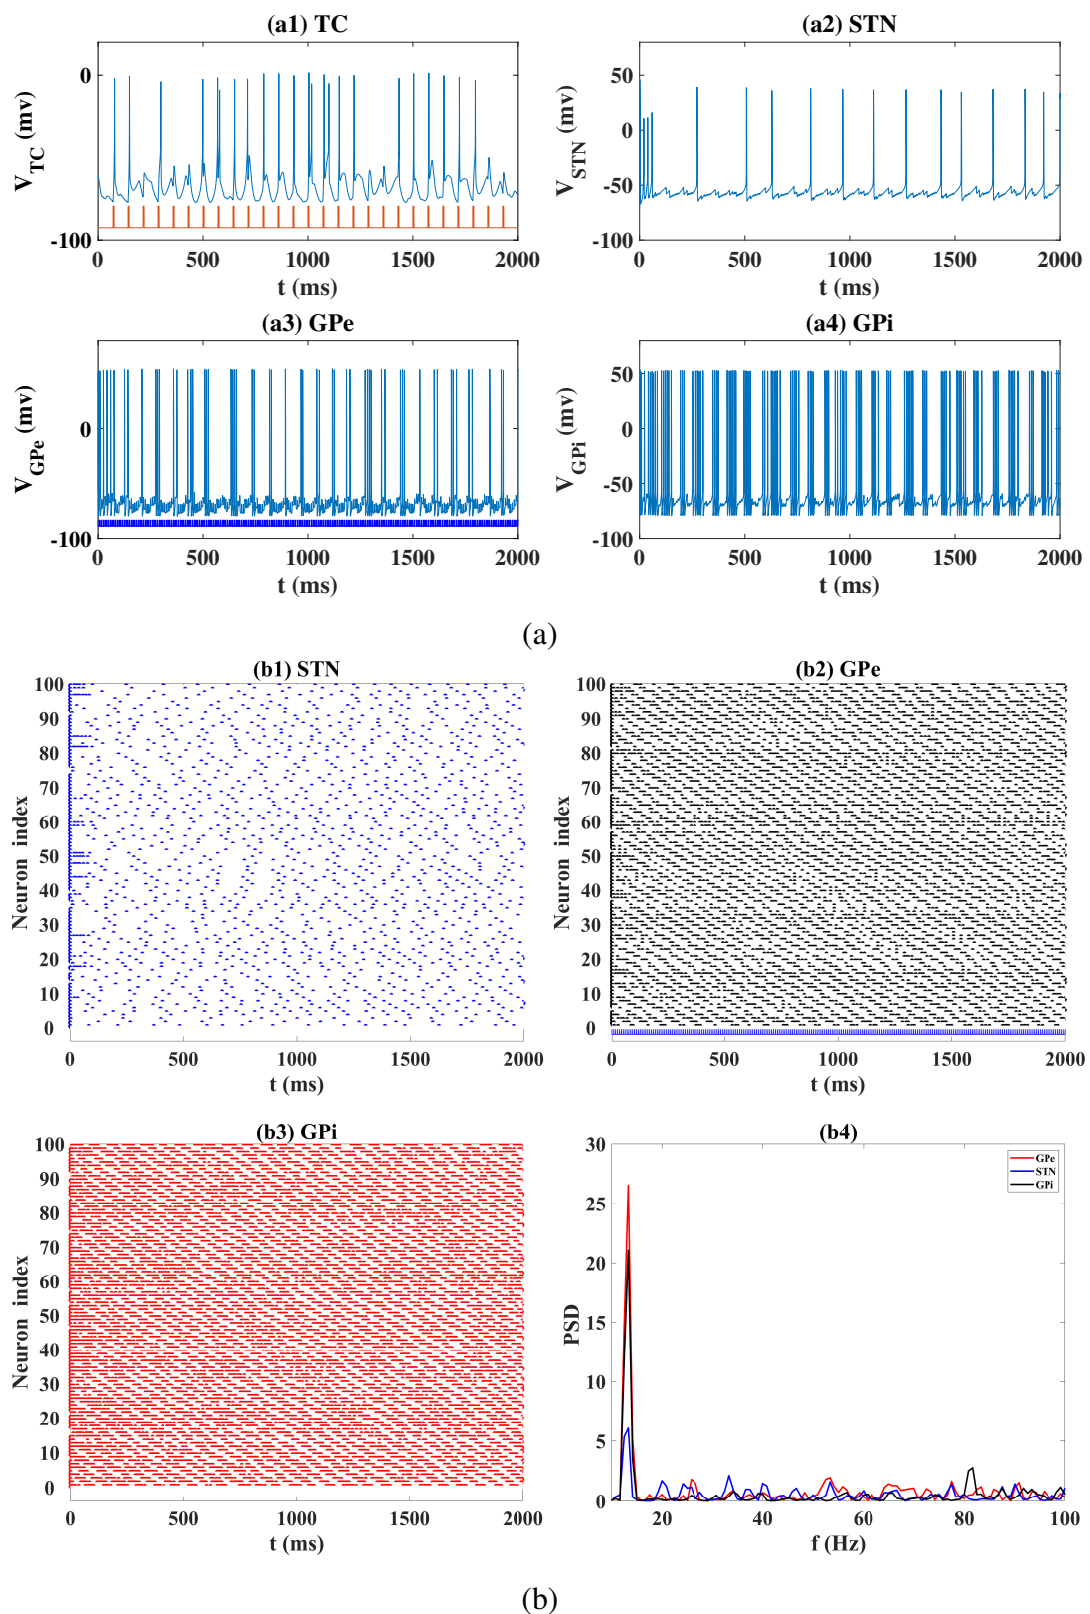 (a1) TC
(a2) STN
V_TC (mv)
0
-100
0 500 1000 1500 2000
t (ms)
V_STN (mv)
50
0
-50
-100
0 500 1000 1500 2000
t (ms)
(a3) GPe
(a4) GPi
V_GPe (mv)
0
-100
0 500 1000 1500 2000
t (ms)
V_GPi (mv)
50
0
-50
-100
0 500 1000 1500 2000
t (ms)
(a)
(b1) STN
(b2) GPe
Neuron index
100
90
80
70
60
50
40
30
20
10
0
0 500 1000 1500 2000
t (ms)
Neuron index
100
90
80
70
60
50
40
30
20
10
0
0 500 1000 1500 2000
t (ms)
(b3) GPi
(b4)
Neuron index
100
90
80
70
60
50
40
30
20
10
0
0 500 1000 1500 2000
t (ms)
PSD
30
25
20
15
10
5
0
GPe
STN
GPi
20 40 60 80 100
f (Hz)
(b)